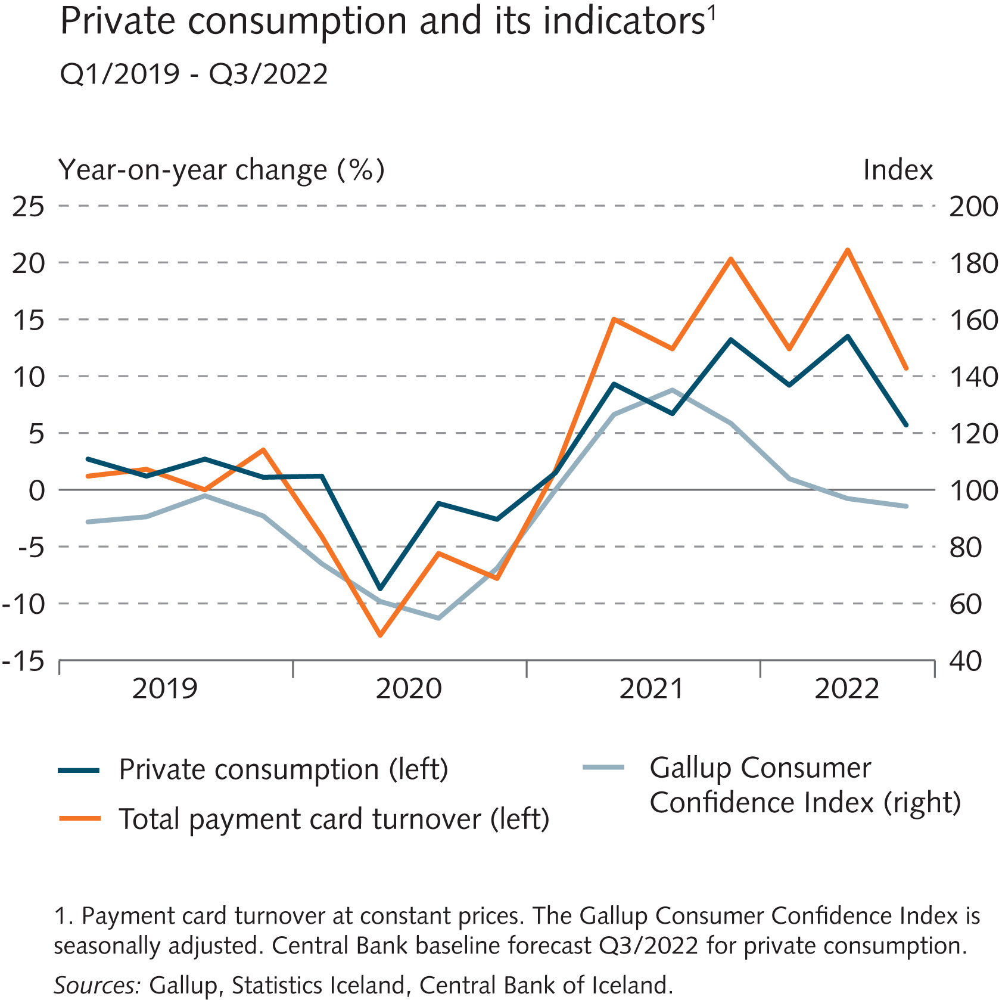 Private consumption and its indicators¹
Q1/2019 - Q3/2022
Year-on-year change (%)
Index
25
200
20
180
15
160
10
140
5
120
0
100
-5
80
-10
60
-15
40
2019
2020
2021
2022
Private consumption (left)
Total payment card turnover (left)
Gallup Consumer
Confidence Index (right)
1. Payment card turnover at constant prices. The Gallup Consumer Confidence Index is
seasonally adjusted. Central Bank baseline forecast Q3/2022 for private consumption.
Sources: Gallup, Statistics Iceland, Central Bank of Iceland.